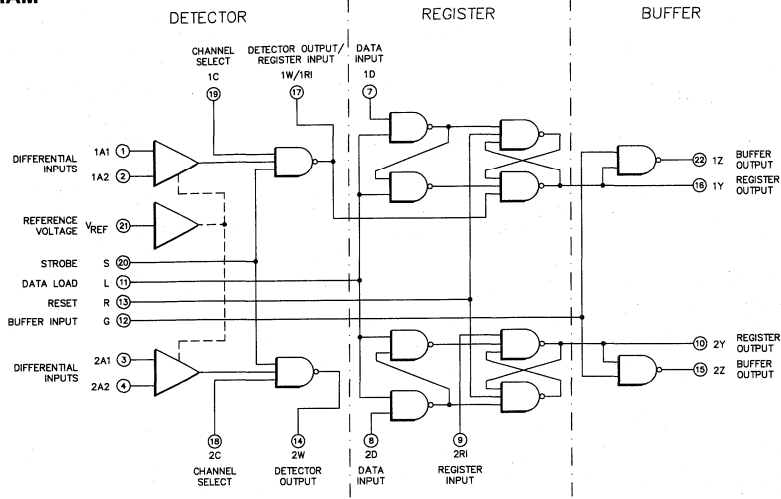 DETECTOR
REGISTER
BUFFER
CHANNEL
SELECT
1C
19
DETECTOR OUTPUT/
REGISTER INPUT
1W/1RI
17
DATA
INPUT
1D
7
DIFFERENTIAL
INPUTS
1A1 1
1A2 2
22 1Z BUFFER
OUTPUT
16 1Y REGISTER
OUTPUT
REFERENCE
VOLTAGE VREF 21
STROBE S 20
DATA LOAD L 11
RESET R 13
BUFFER INPUT G 12
DIFFERENTIAL
INPUTS
2A1 3
2A2 4
10 2Y REGISTER
OUTPUT
15 2Z BUFFER
OUTPUT
18
2C
CHANNEL
SELECT
14
2W
DETECTOR
OUTPUT
8
2D
DATA
INPUT
9
2RI
REGISTER
INPUT